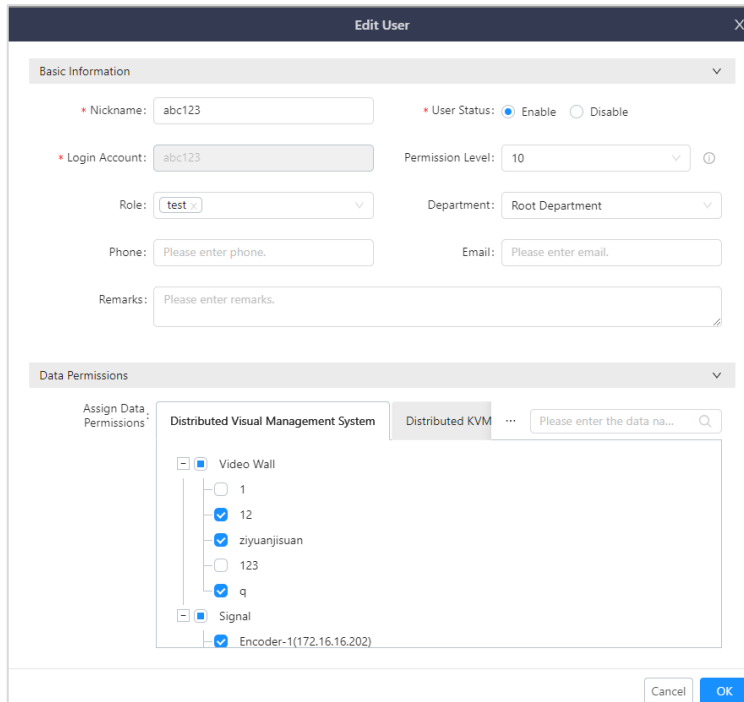 Edit User
Basic Information
* Nickname: abc123
* User Status: Enable Disable
* Login Account: abc123
Permission Level: 10
Role: test
Department: Root Department
Phone: Please enter phone.
Email: Please enter email.
Remarks: Please enter remarks.
Data Permissions
Assign Data Permissions:
Distributed Visual Management System Distributed KVM ··· Please enter the data na...
Video Wall
1
12
ziyuanjisuan
123
q
Signal
Encoder-1(172.16.16.202)
Cancel OK